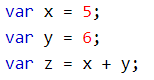 var x = 5;
var y = 6;
var z = x + y;